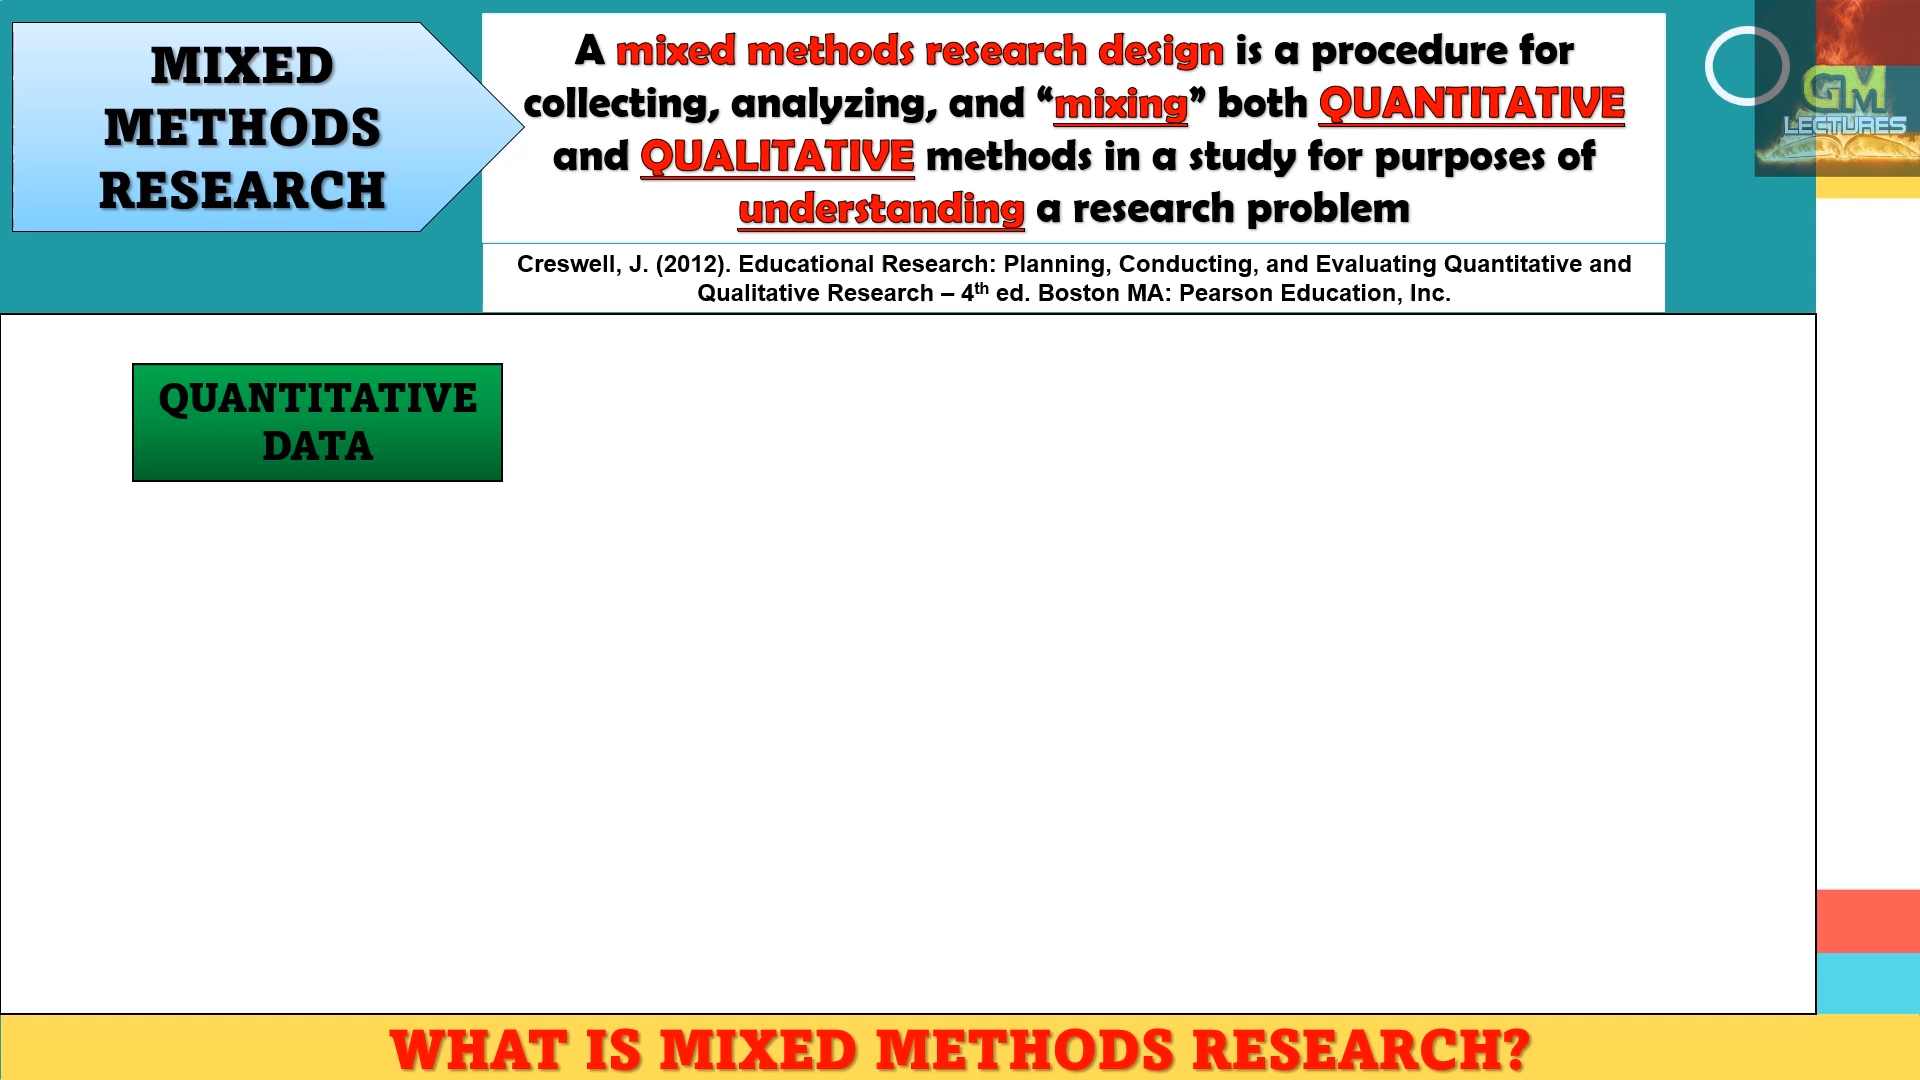 MIXED
METHODS
RESEARCH
A mixed methods research design is a procedure for
collecting, analyzing, and “mixing” both QUANTITATIVE
and QUALITATIVE methods in a study for purposes of
understanding a research problem
Creswell, J. (2012). Educational Research: Planning, Conducting, and Evaluating Quantitative and
Qualitative Research – 4th ed. Boston MA: Pearson Education, Inc.
GM
LECTURES
QUANTITATIVE
DATA
WHAT IS MIXED METHODS RESEARCH?